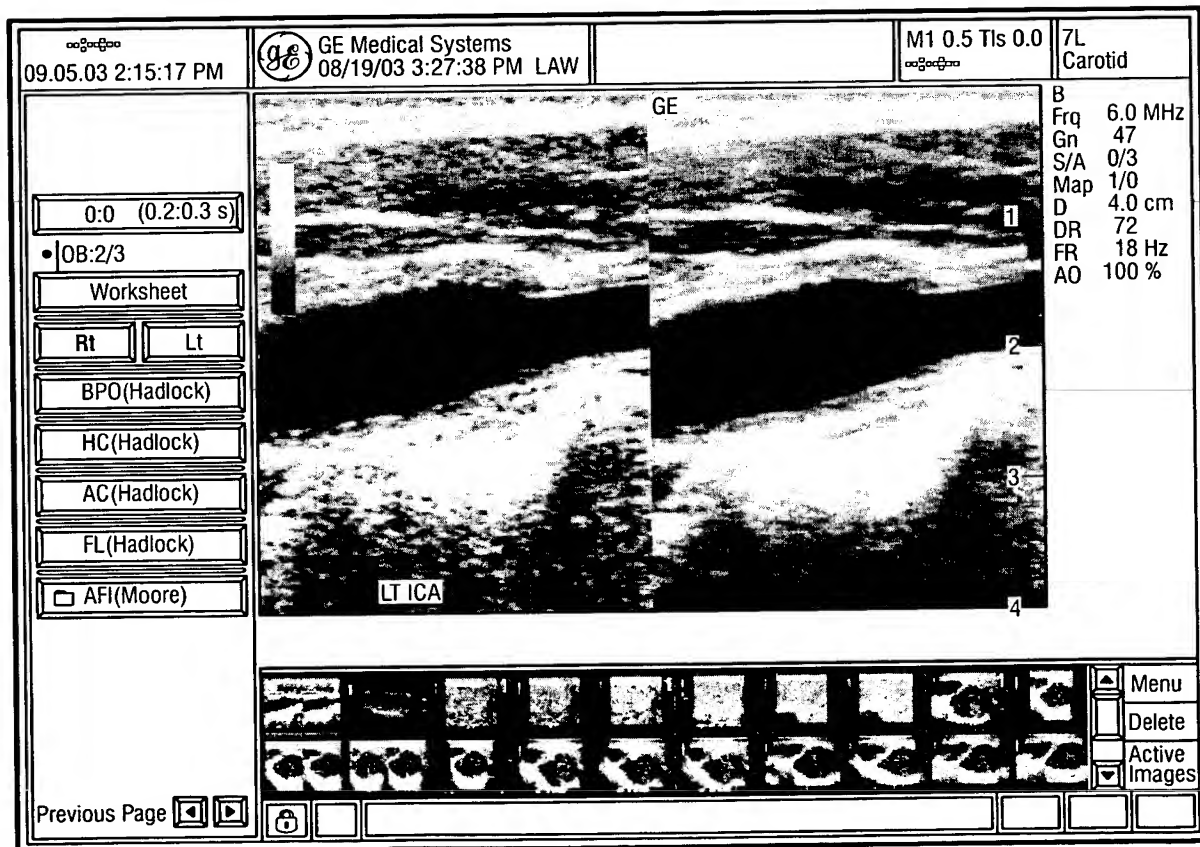 09.05.03 2:15:17 PM
GE GE Medical Systems
08/19/03 3:27:38 PM LAW
M1 0.5 TIs 0.0
7L
Carotid
0:0 (0.2:0.3 s)
• OB:2/3
Worksheet
Rt Lt
BPO(Hadlock)
HC(Hadlock)
AC(Hadlock)
FL(Hadlock)
AFI(Moore)
Previous Page
GE
1
2
3
4
LT ICA
B
Frq 6.0 MHz
Gn 47
S/A 0/3
Map 1/0
D 4.0 cm
DR 72
FR 18 Hz
AO 100 %
Menu
Delete
Active
Images